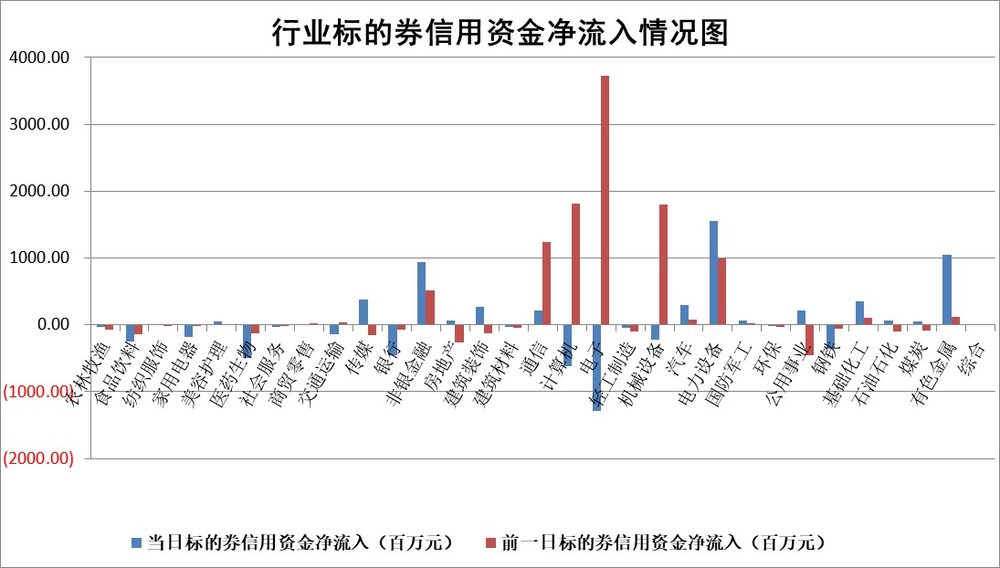 行业标的券信用资金净流入情况图
4000.00
3000.00
2000.00
1000.00
0.00
(1000.00)
(2000.00)
农林牧渔
食品饮料
纺织服饰
家用电器
美容护理
医药生物
社会服务
商贸零售
交通运输
传媒
银行
非银金融
房地产
建筑装饰
建筑材料
通信
计算机
电子
轻工制造
机械设备
汽车
电力设备
国防军工
环保
公用事业
钢铁
基础化工
石油石化
煤炭
有色金属
综合
当日标的券信用资金净流入（百万元）
前一日标的券信用资金净流入（百万元）